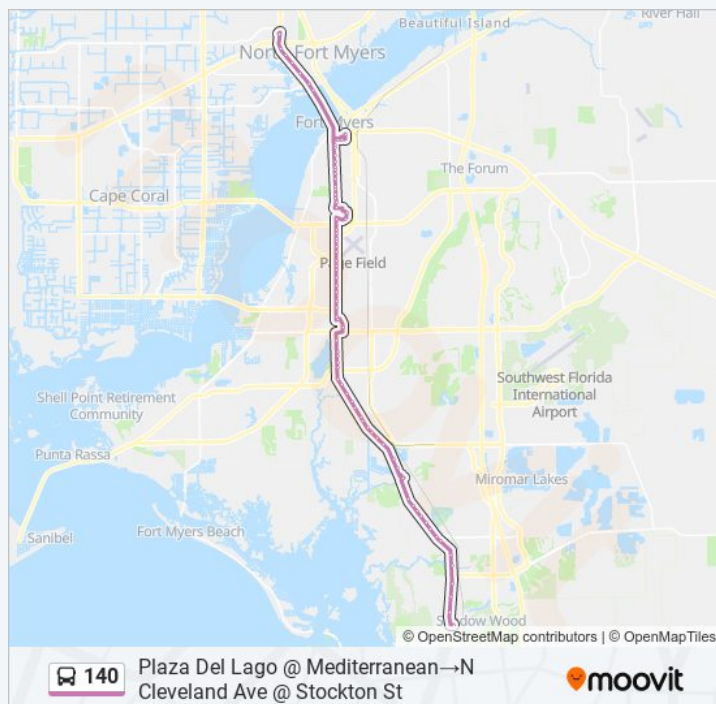 Beautiful Island
River Hall
North Fort Myers
Fort Myers
The Forum
Cape Coral
Page Field
Southwest Florida
International
Airport
Shell Point Retirement
Community
Punta Rassa
Miromar Lakes
Fort Myers Beach
Sanibel
Shadow Wood
© OpenStreetMap contributors | © OpenMapTiles
140
Plaza Del Lago @ Mediterranean→N
Cleveland Ave @ Stockton St
moovit